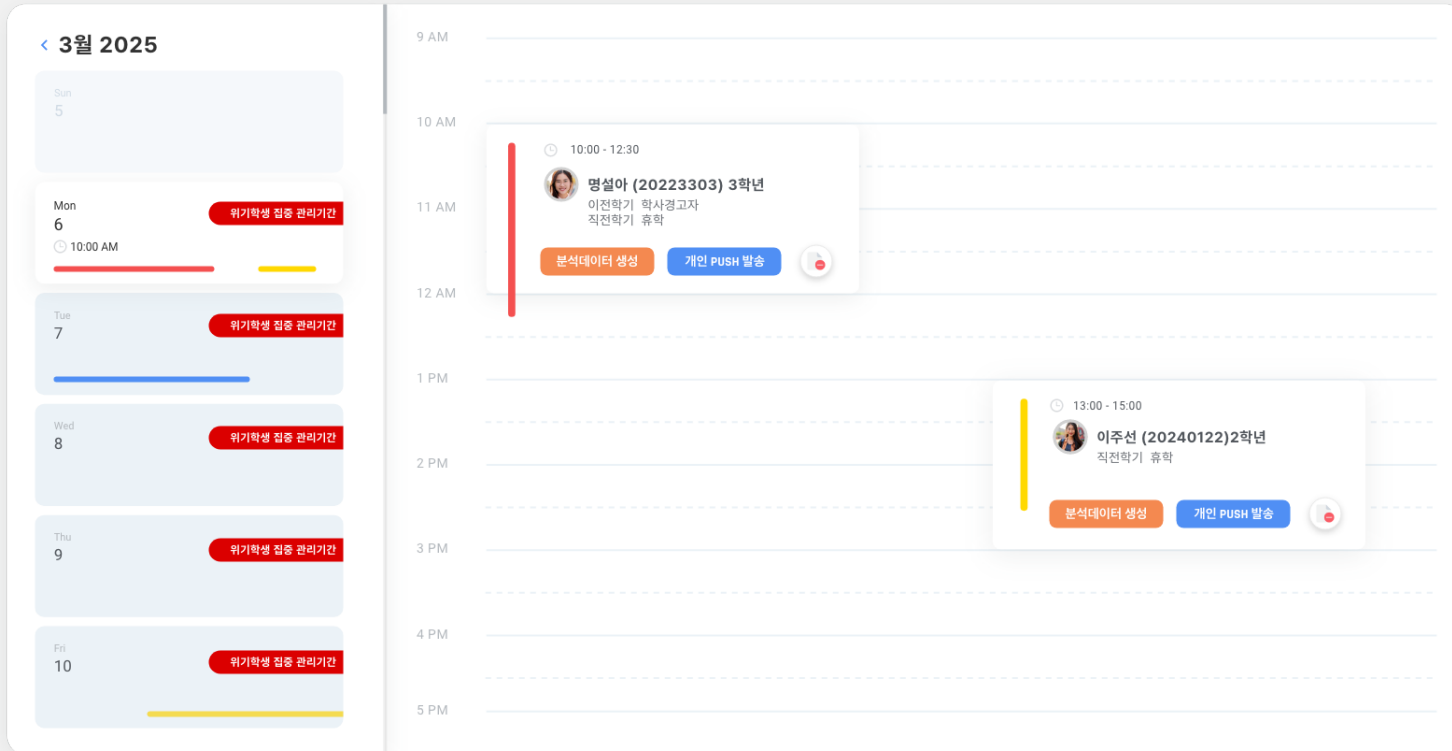 3월 2025
Sun
5
Mon
6
위기학생 집중 관리기간
10:00 AM
Tue
7
위기학생 집중 관리기간
Wed
8
위기학생 집중 관리기간
Thu
9
위기학생 집중 관리기간
Fri
10
위기학생 집중 관리기간
9 AM
10 AM
10:00 - 12:30
명설아 (20223303) 3학년
이전학기 학사경고자
직전학기 휴학
분석데이터 생성 개인 PUSH 발송
11 AM
12 AM
1 PM
13:00 - 15:00
이주선 (20240122)2학년
직전학기 휴학
분석데이터 생성 개인 PUSH 발송
2 PM
3 PM
4 PM
5 PM